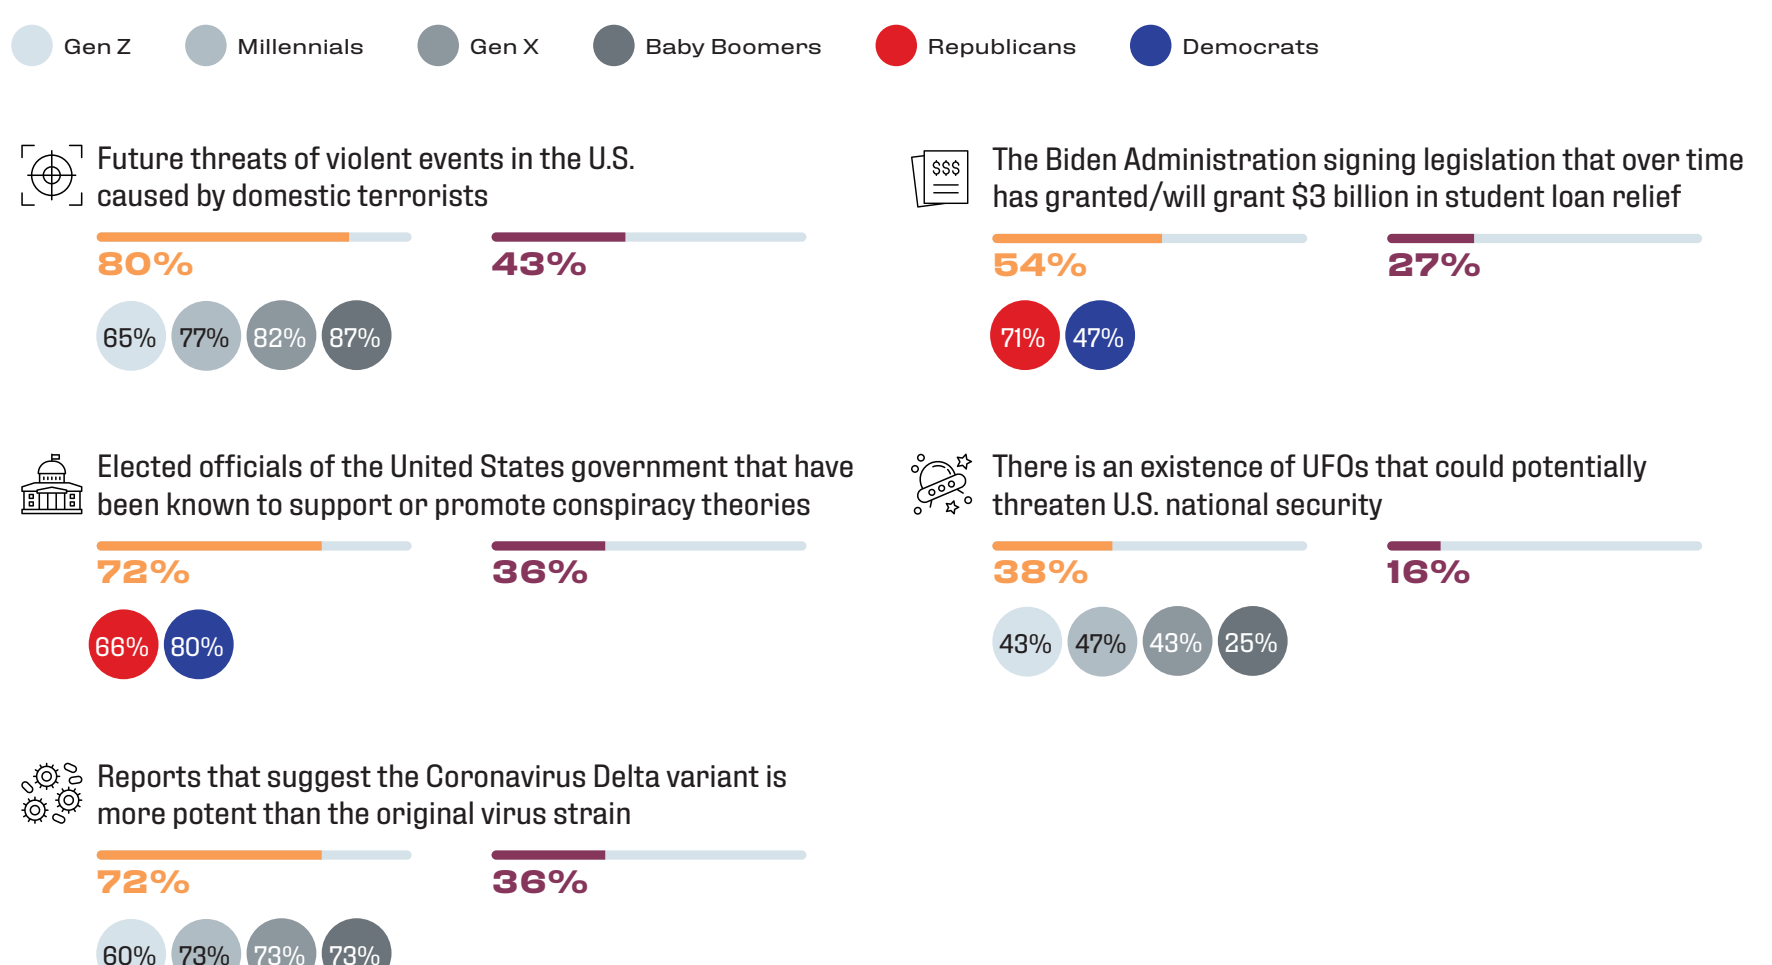 Gen Z
Millennials
Gen X
Baby Boomers
Republicans
Democrats
Future threats of violent events in the U.S.
caused by domestic terrorists
80%
43%
65%
77%
82%
87%
The Biden Administration signing legislation that over time
has granted/will grant $3 billion in student loan relief
$$$
54%
27%
71%
47%
Elected officials of the United States government that have
been known to support or promote conspiracy theories
72%
36%
66%
80%
There is an existence of UFOs that could potentially
threaten U.S. national security
38%
16%
43%
47%
43%
25%
Reports that suggest the Coronavirus Delta variant is
more potent than the original virus strain
72%
36%
60%
73%
73%
73%